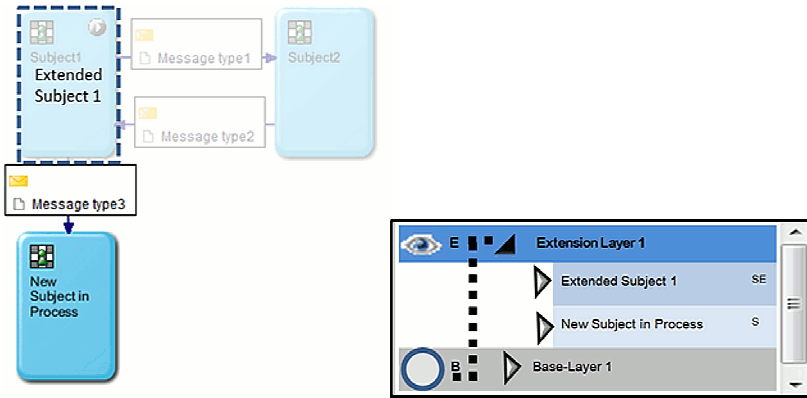 Subject1
Extended
Subject 1
Message type1
Subject2
Message type2
Message type3
New
Subject in
Process
E Extension Layer 1
Extended Subject 1 SE
New Subject in Process S
B Base-Layer 1